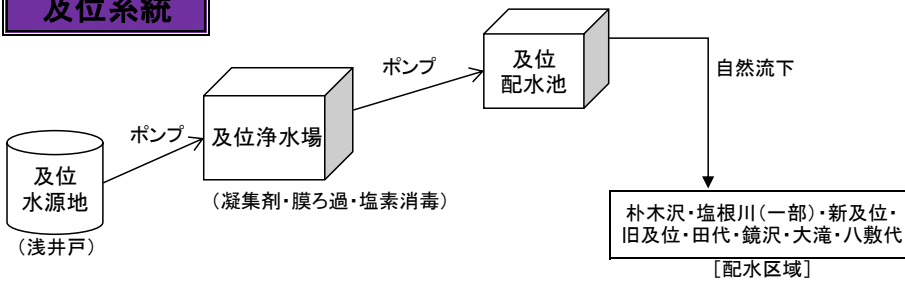 及位系統
ポンプ
及位
配水池
自然流下
ポンプ
及位浄水場
及位
水源地
(凝集剤・膜ろ過・塩素消毒)
(浅井戸)
朴木沢・塩根川(一部)・新及位・
旧及位・田代・鏡沢・大滝・八敷代
[配水区域]